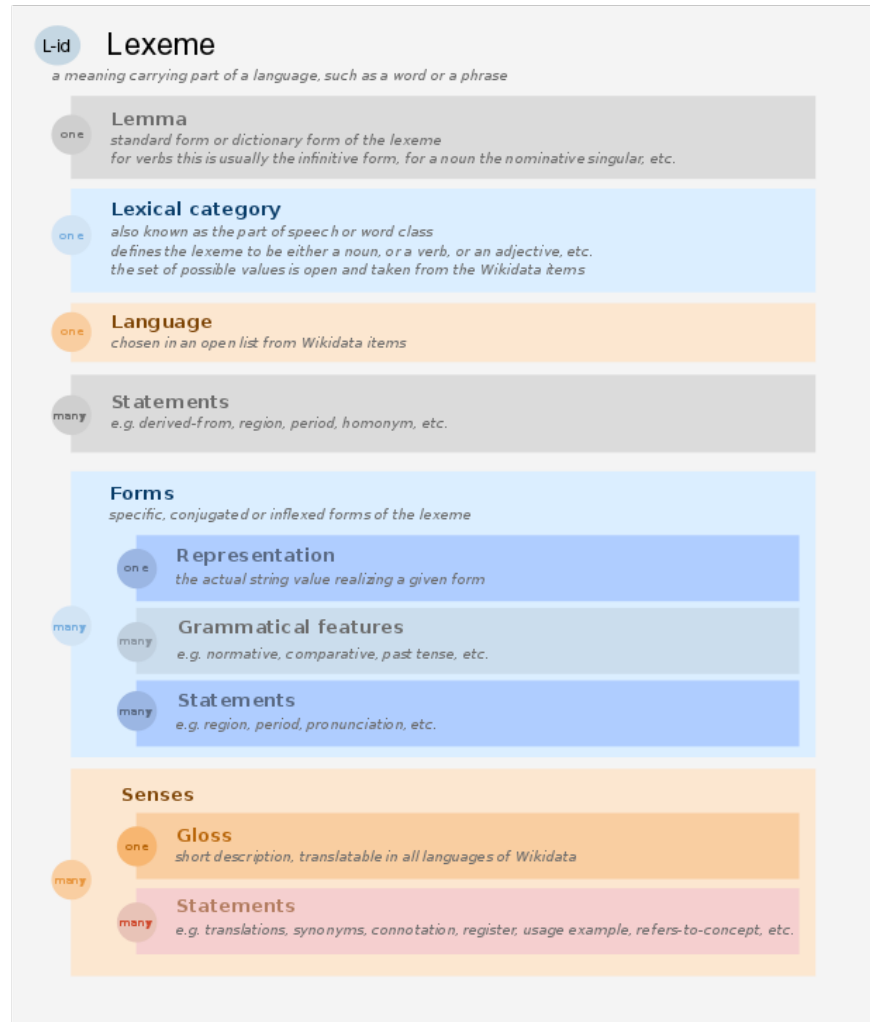 L-id Lexeme
a meaning carrying part of a language, such as a word or a phrase
Lemma
one
standard form or dictionary form of the lexeme
for verbs this is usually the infinitive form, for a noun the nominative singular, etc.
Lexical category
one
also known as the part of speech or word class
defines the lexeme to be either a noun, or a verb, or an adjective, etc.
the set of possible values is open and taken from the Wikidata items
Language
one
chosen in an open list from Wikidata items
Statements
many
e.g. derived-from, region, period, homonym, etc.
Forms
specific, conjugated or inflexed forms of the lexeme
Representation
one
the actual string value realizing a given form
many
Grammatical features
many
e.g. normative, comparative, past tense, etc.
Statements
many
e.g. region, period, pronunciation, etc.
Senses
Gloss
one
short description, translatable in all languages of Wikidata
many
Statements
many
e.g. translations, synonyms, connotation, register, usage example, refers-to-concept, etc.